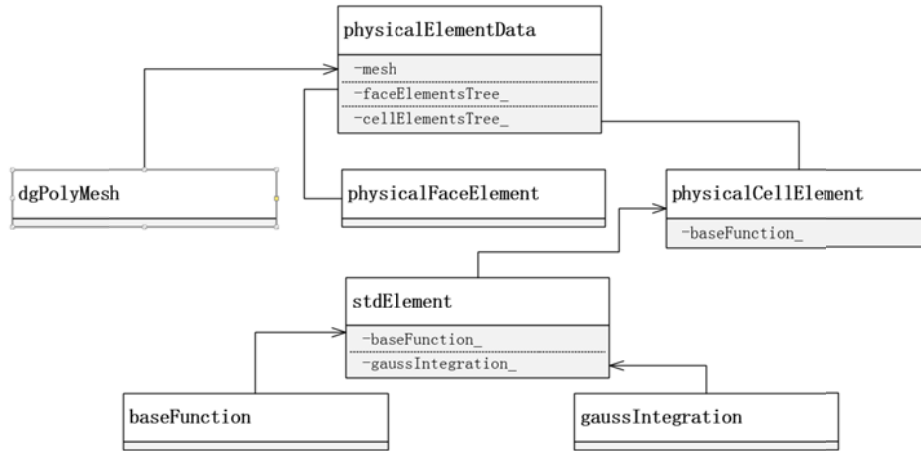 physicalElementData
-mesh
-faceElementsTree_
-cellElementsTree_
dgPolyMesh
physicalFaceElement
physicalCellElement
-baseFunction_
stdElement
-baseFunction_
-gaussIntegration_
baseFunction
gaussIntegration